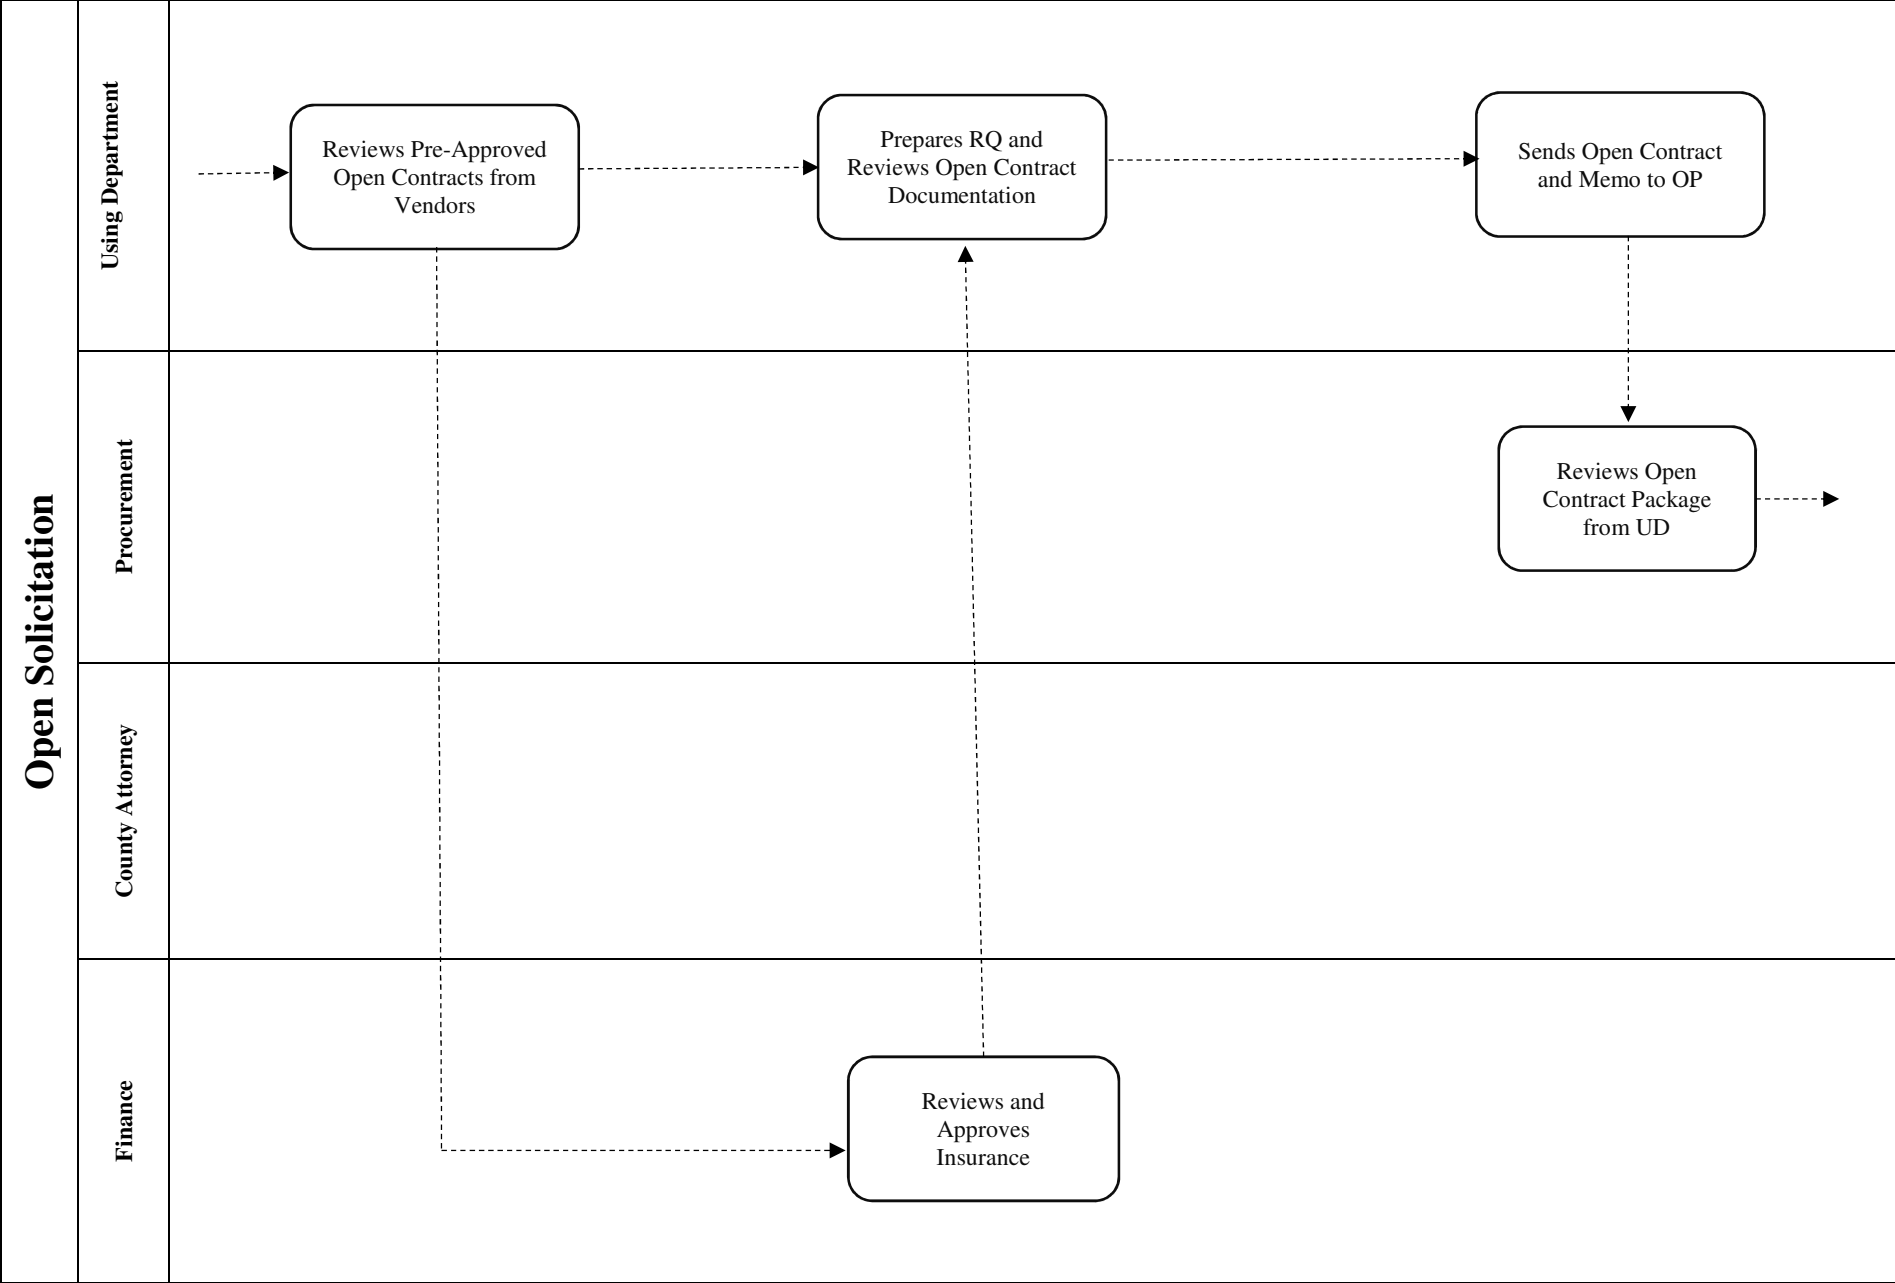 Open Solicitation
Using Department
Reviews Pre-Approved
Open Contracts from
Vendors
Prepares RQ and
Reviews Open Contract
Documentation
Sends Open Contract
and Memo to OP
Procurement
Reviews Open
Contract Package
from UD
County Attorney
Finance
Reviews and
Approves
Insurance